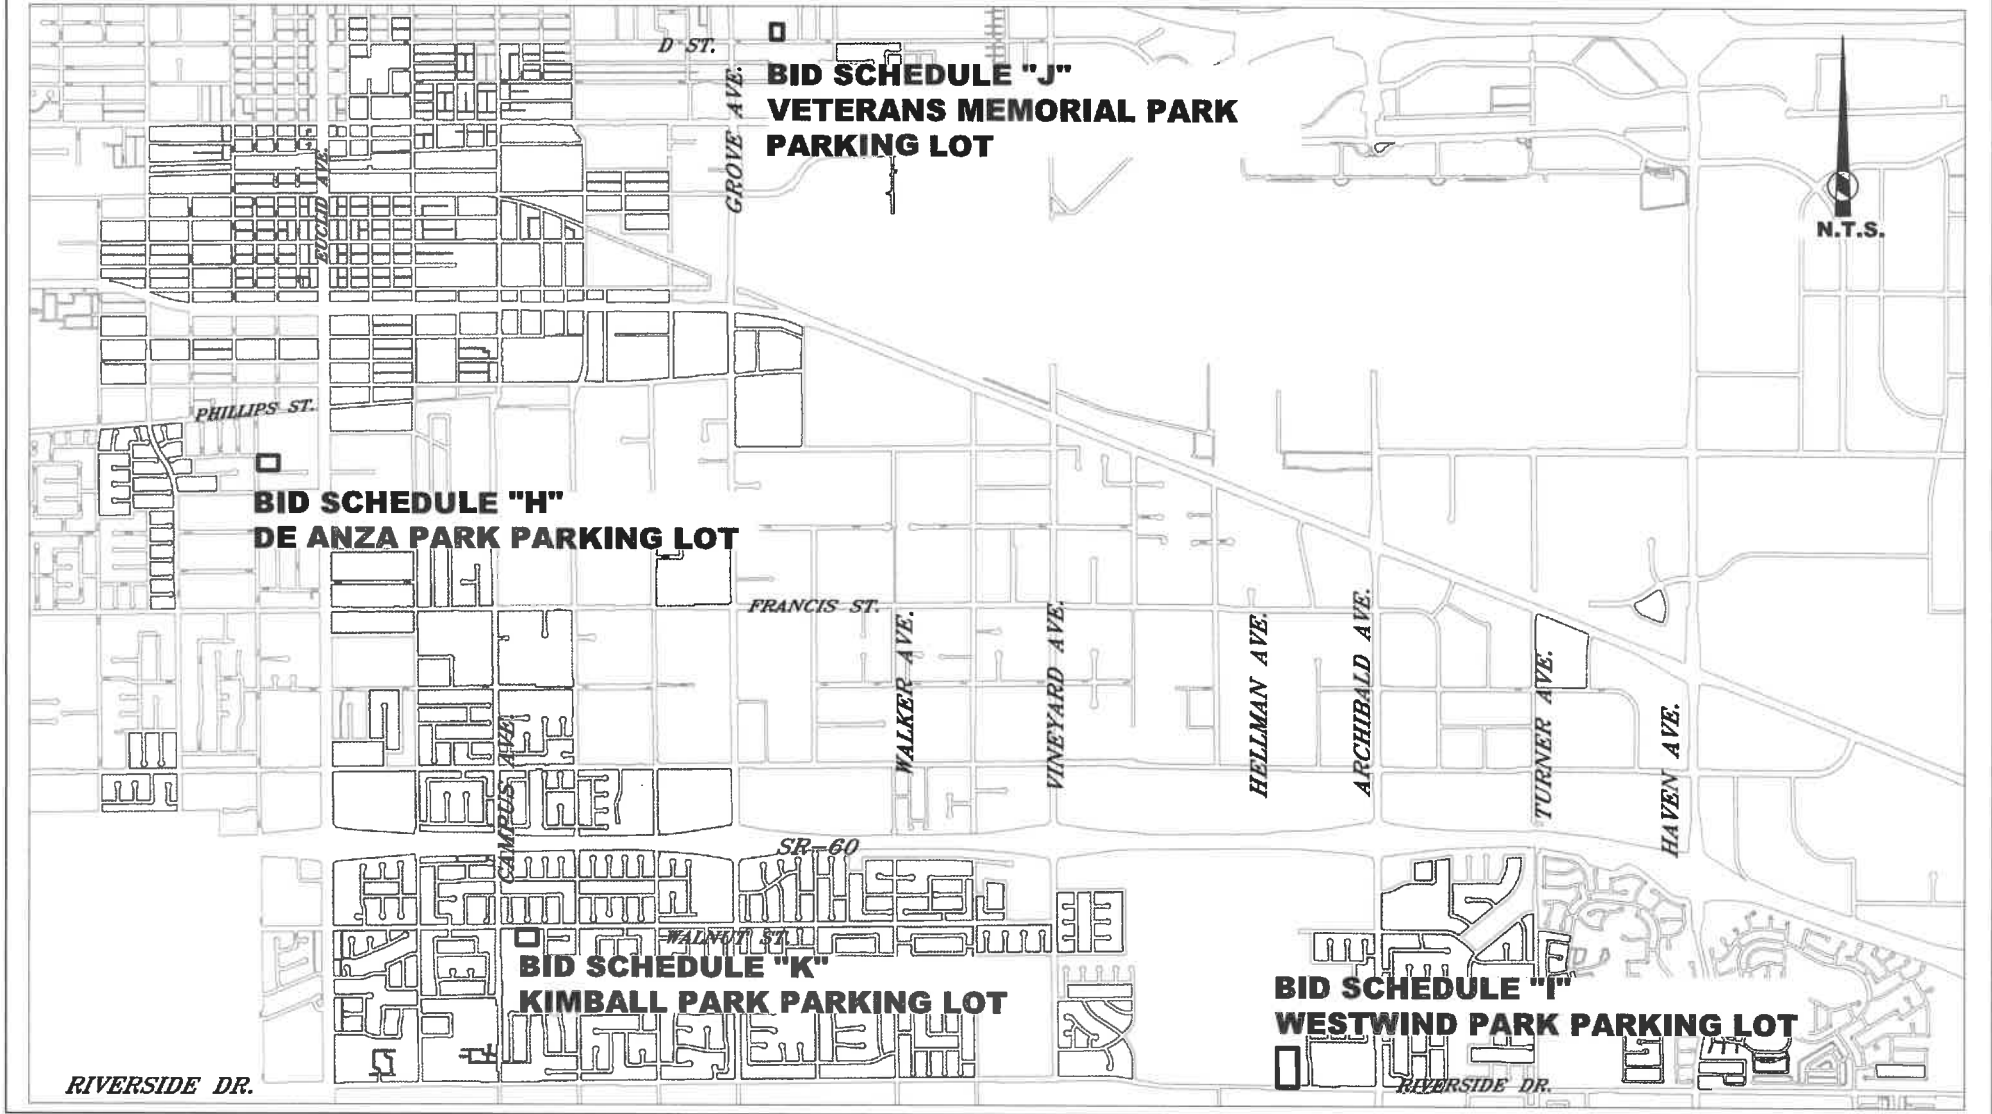 D ST.
GROVE AVE.
BID SCHEDULE "J"
VETERANS MEMORIAL PARK
PARKING LOT
EUCLID AVE.
N.T.S.
PHILLIPS ST.
BID SCHEDULE "H"
DE ANZA PARK PARKING LOT
FRANCIS ST.
WALKER AVE.
VINEYARD AVE.
HELLMAN AVE.
ARCHIBALD AVE.
TURNER AVE.
HAVEN AVE.
CAMPUS AVE.
SR-60
WALNUT ST.
BID SCHEDULE "K"
KIMBALL PARK PARKING LOT
BID SCHEDULE "I"
WESTWIND PARK PARKING LOT
RIVERSIDE DR.
RIVERSIDE DR.